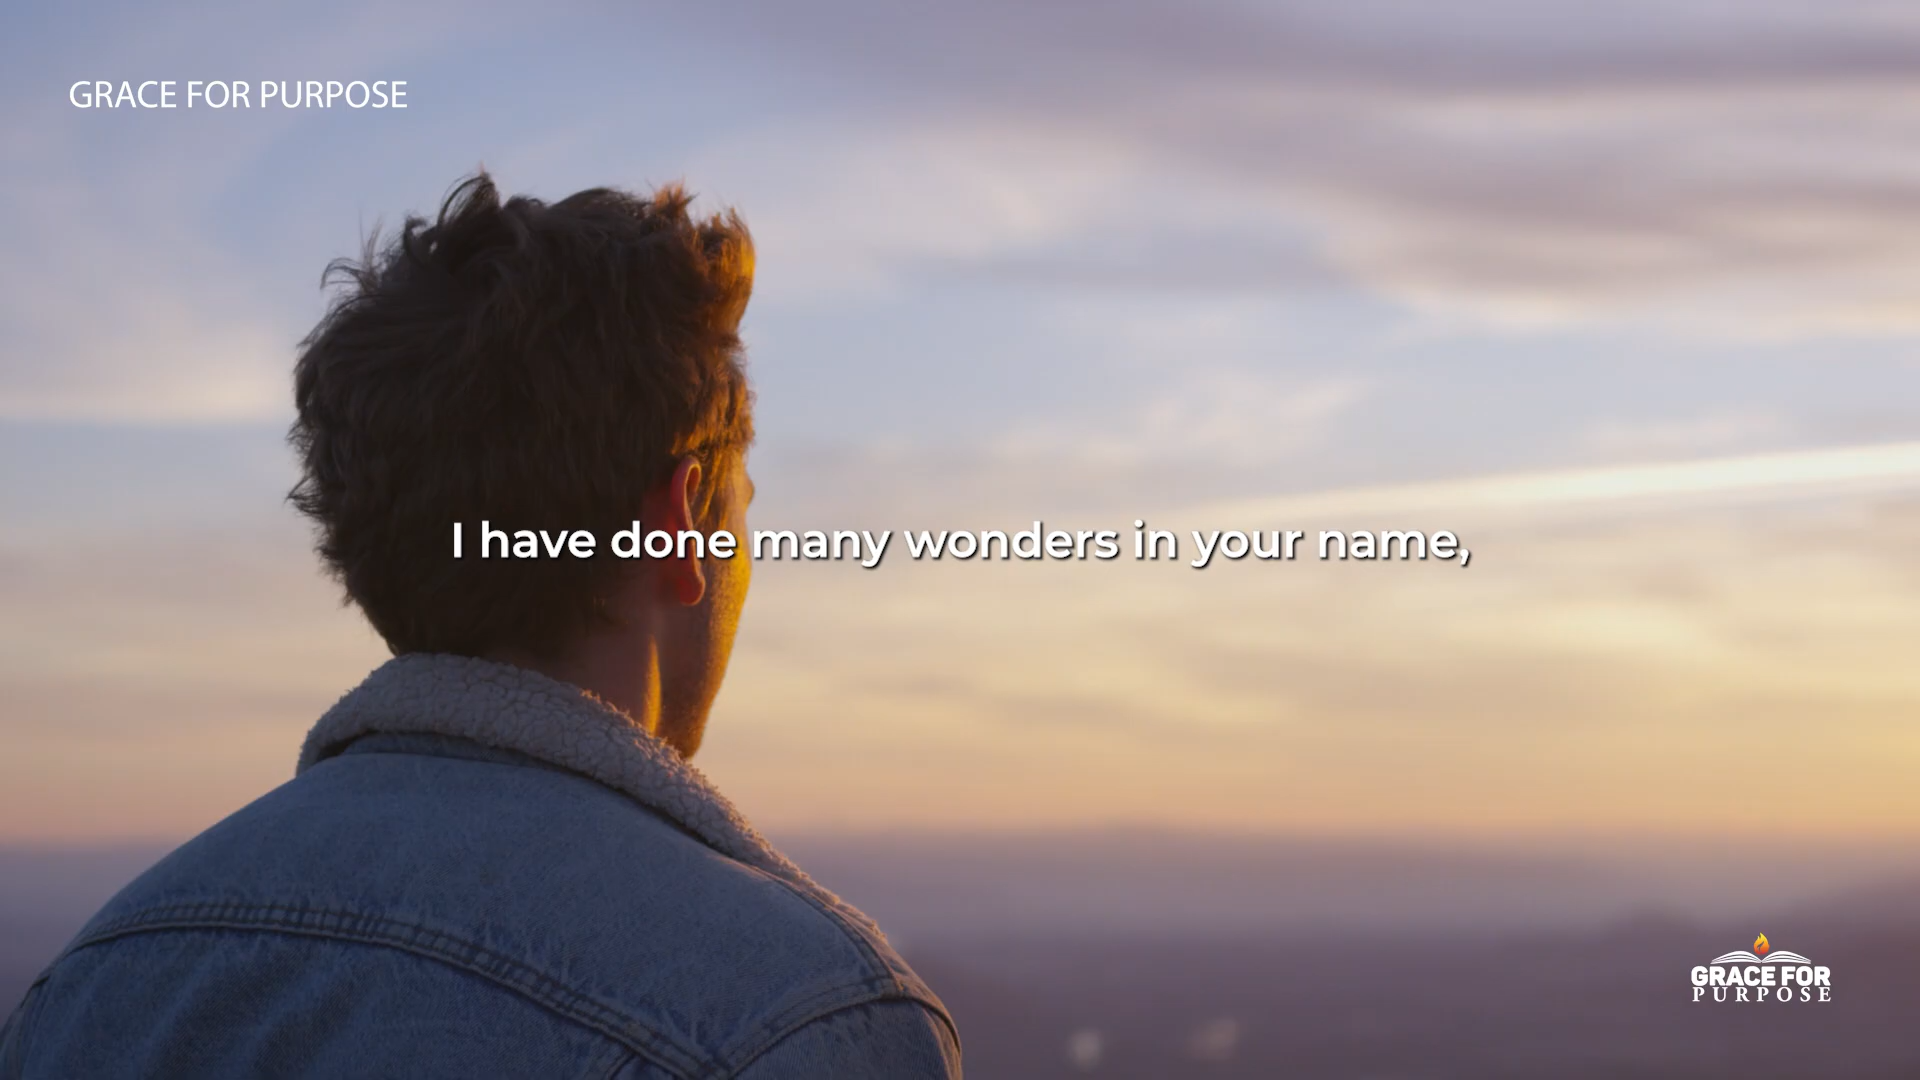 GRACE FOR PURPOSE
I have done many wonders in your name,
GRACE FOR
PURPOSE